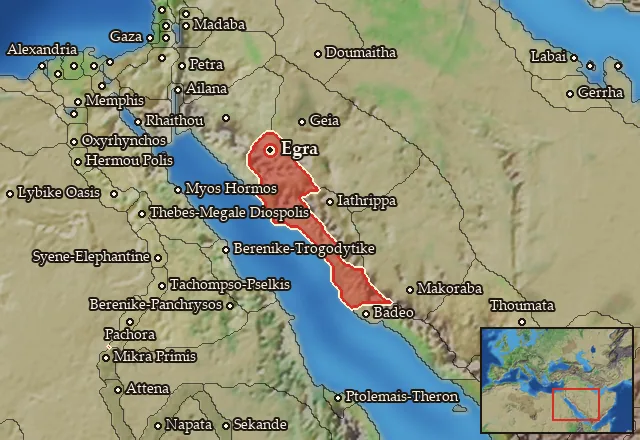 Madaba
Gaza
Alexandria
Doumaitha
Labai
Petra
Ailana
Gerrha
Memphis
Rhaithou
Geia
Oxyrhynchos
Egra
Hermou Polis
Lybike Oasis
Myos Hormos
Iathrippa
Thebes-Megale Diospolis
Berenike-Trogodytike
Syene-Elephantine
Tachompso-Pselkis
Makoraba
Berenike-Panchrysos
Thoumata
Badeo
Pachora
Mikra Primis
Attena
Ptolemais-Theron
Napata
Sekande